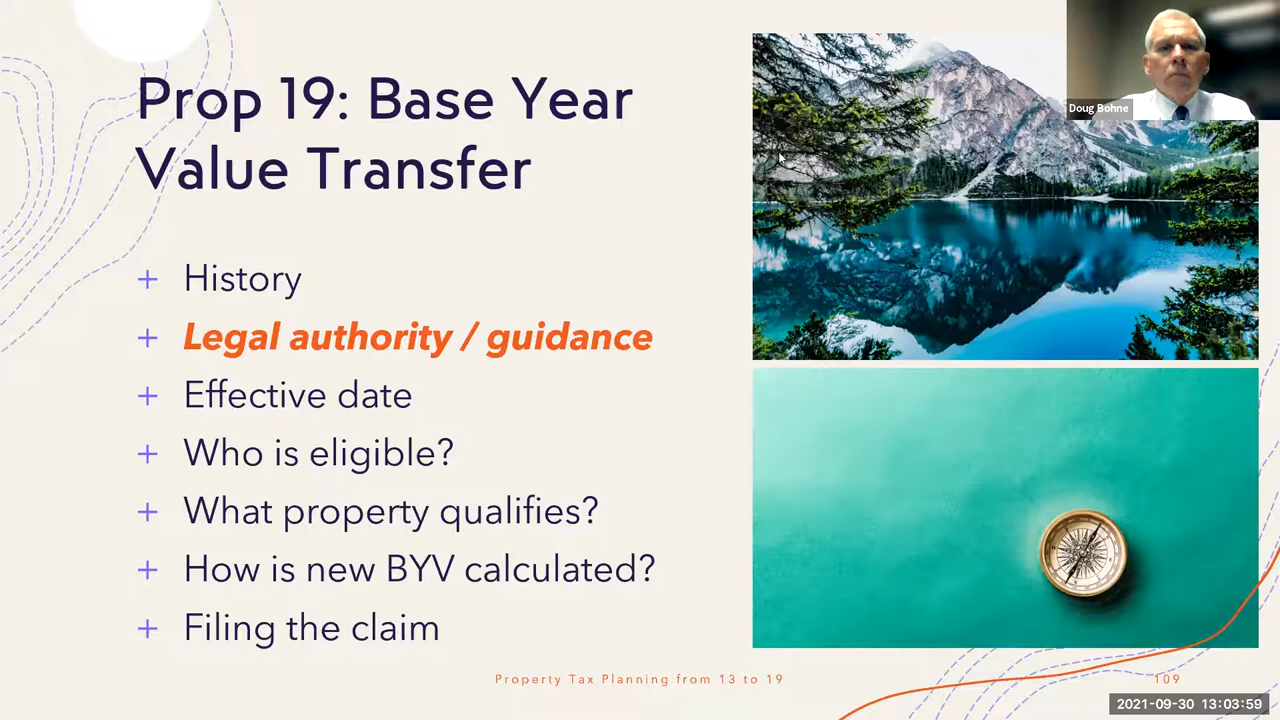 Prop 19: Base Year
Value Transfer
+ History
+ Legal authority / guidance
+ Effective date
+ Who is eligible?
+ What property qualifies?
+ How is new BYV calculated?
+ Filing the claim
Doug Bohne
Property Tax Planning from 13 to 19
109
2021-09-30 13:03:59